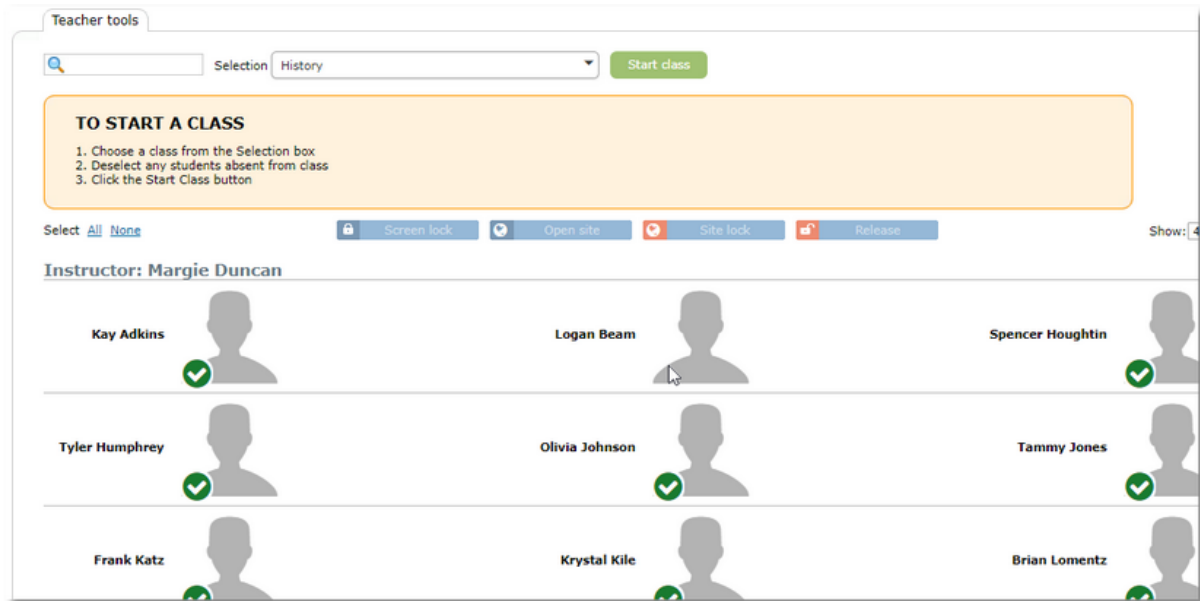 Teacher tools
Selection History Start class
TO START A CLASS
1. Choose a class from the Selection box
2. Deselect any students absent from class
3. Click the Start Class button
Select All None Screen lock Open site Site lock Release Show: 4
Instructor: Margie Duncan
Kay Adkins Logan Beam Spencer Houghtin
Tyler Humphrey Olivia Johnson Tammy Jones
Frank Katz Krystal Kile Brian Lomentz